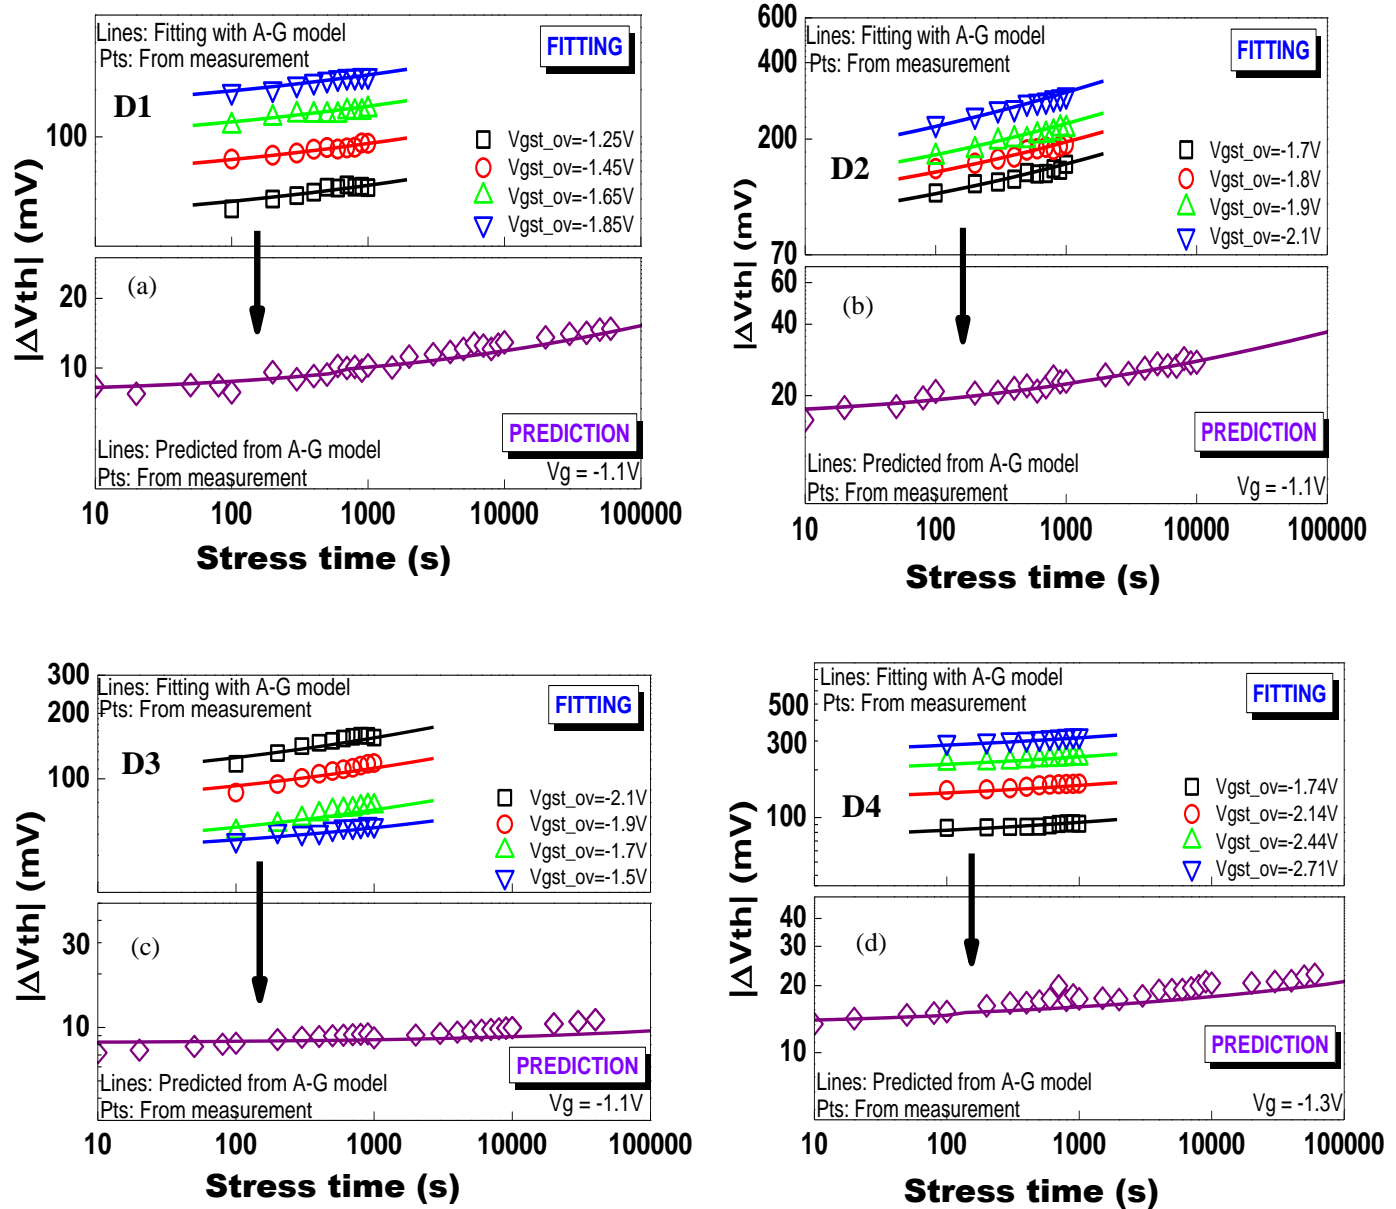 Lines: Fitting with A-G model
Pts: From measurement
FITTING
D1
100
Vgst_ov=-1.25V
Vgst_ov=-1.45V
Vgst_ov=-1.65V
Vgst_ov=-1.85V
|ΔVth| (mV)
(a)
20
10
PREDICTION
Lines: Predicted from A-G model
Pts: From measurement
Vg = -1.1V
10 100 1000 10000 100000
Stress time (s)
600
Lines: Fitting with A-G model
Pts: From measurement
FITTING
400
200
D2
Vgst_ov=-1.7V
Vgst_ov=-1.8V
Vgst_ov=-1.9V
Vgst_ov=-2.1V
70
|ΔVth| (mV)
60
(b)
40
20
PREDICTION
Lines: Predicted from A-G model
Pts: From measurement
Vg = -1.1V
10 100 1000 10000 100000
Stress time (s)
300
Lines: Fitting with A-G model
Pts: From measurement
FITTING
200
D3
100
Vgst_ov=-2.1V
Vgst_ov=-1.9V
Vgst_ov=-1.7V
Vgst_ov=-1.5V
|ΔVth| (mV)
30
(c)
10
PREDICTION
Lines: Predicted from A-G model
Pts: From measurement
Vg = -1.1V
10 100 1000 10000 100000
Stress time (s)
Lines: Fitting with A-G model
Pts: From measurement
FITTING
500
300
D4
100
Vgst_ov=-1.74V
Vgst_ov=-2.14V
Vgst_ov=-2.44V
Vgst_ov=-2.71V
|ΔVth| (mV)
40
30
(d)
20
10
PREDICTION
Lines: Predicted from A-G model
Pts: From measurement
Vg = -1.3V
10 100 1000 10000 100000
Stress time (s)